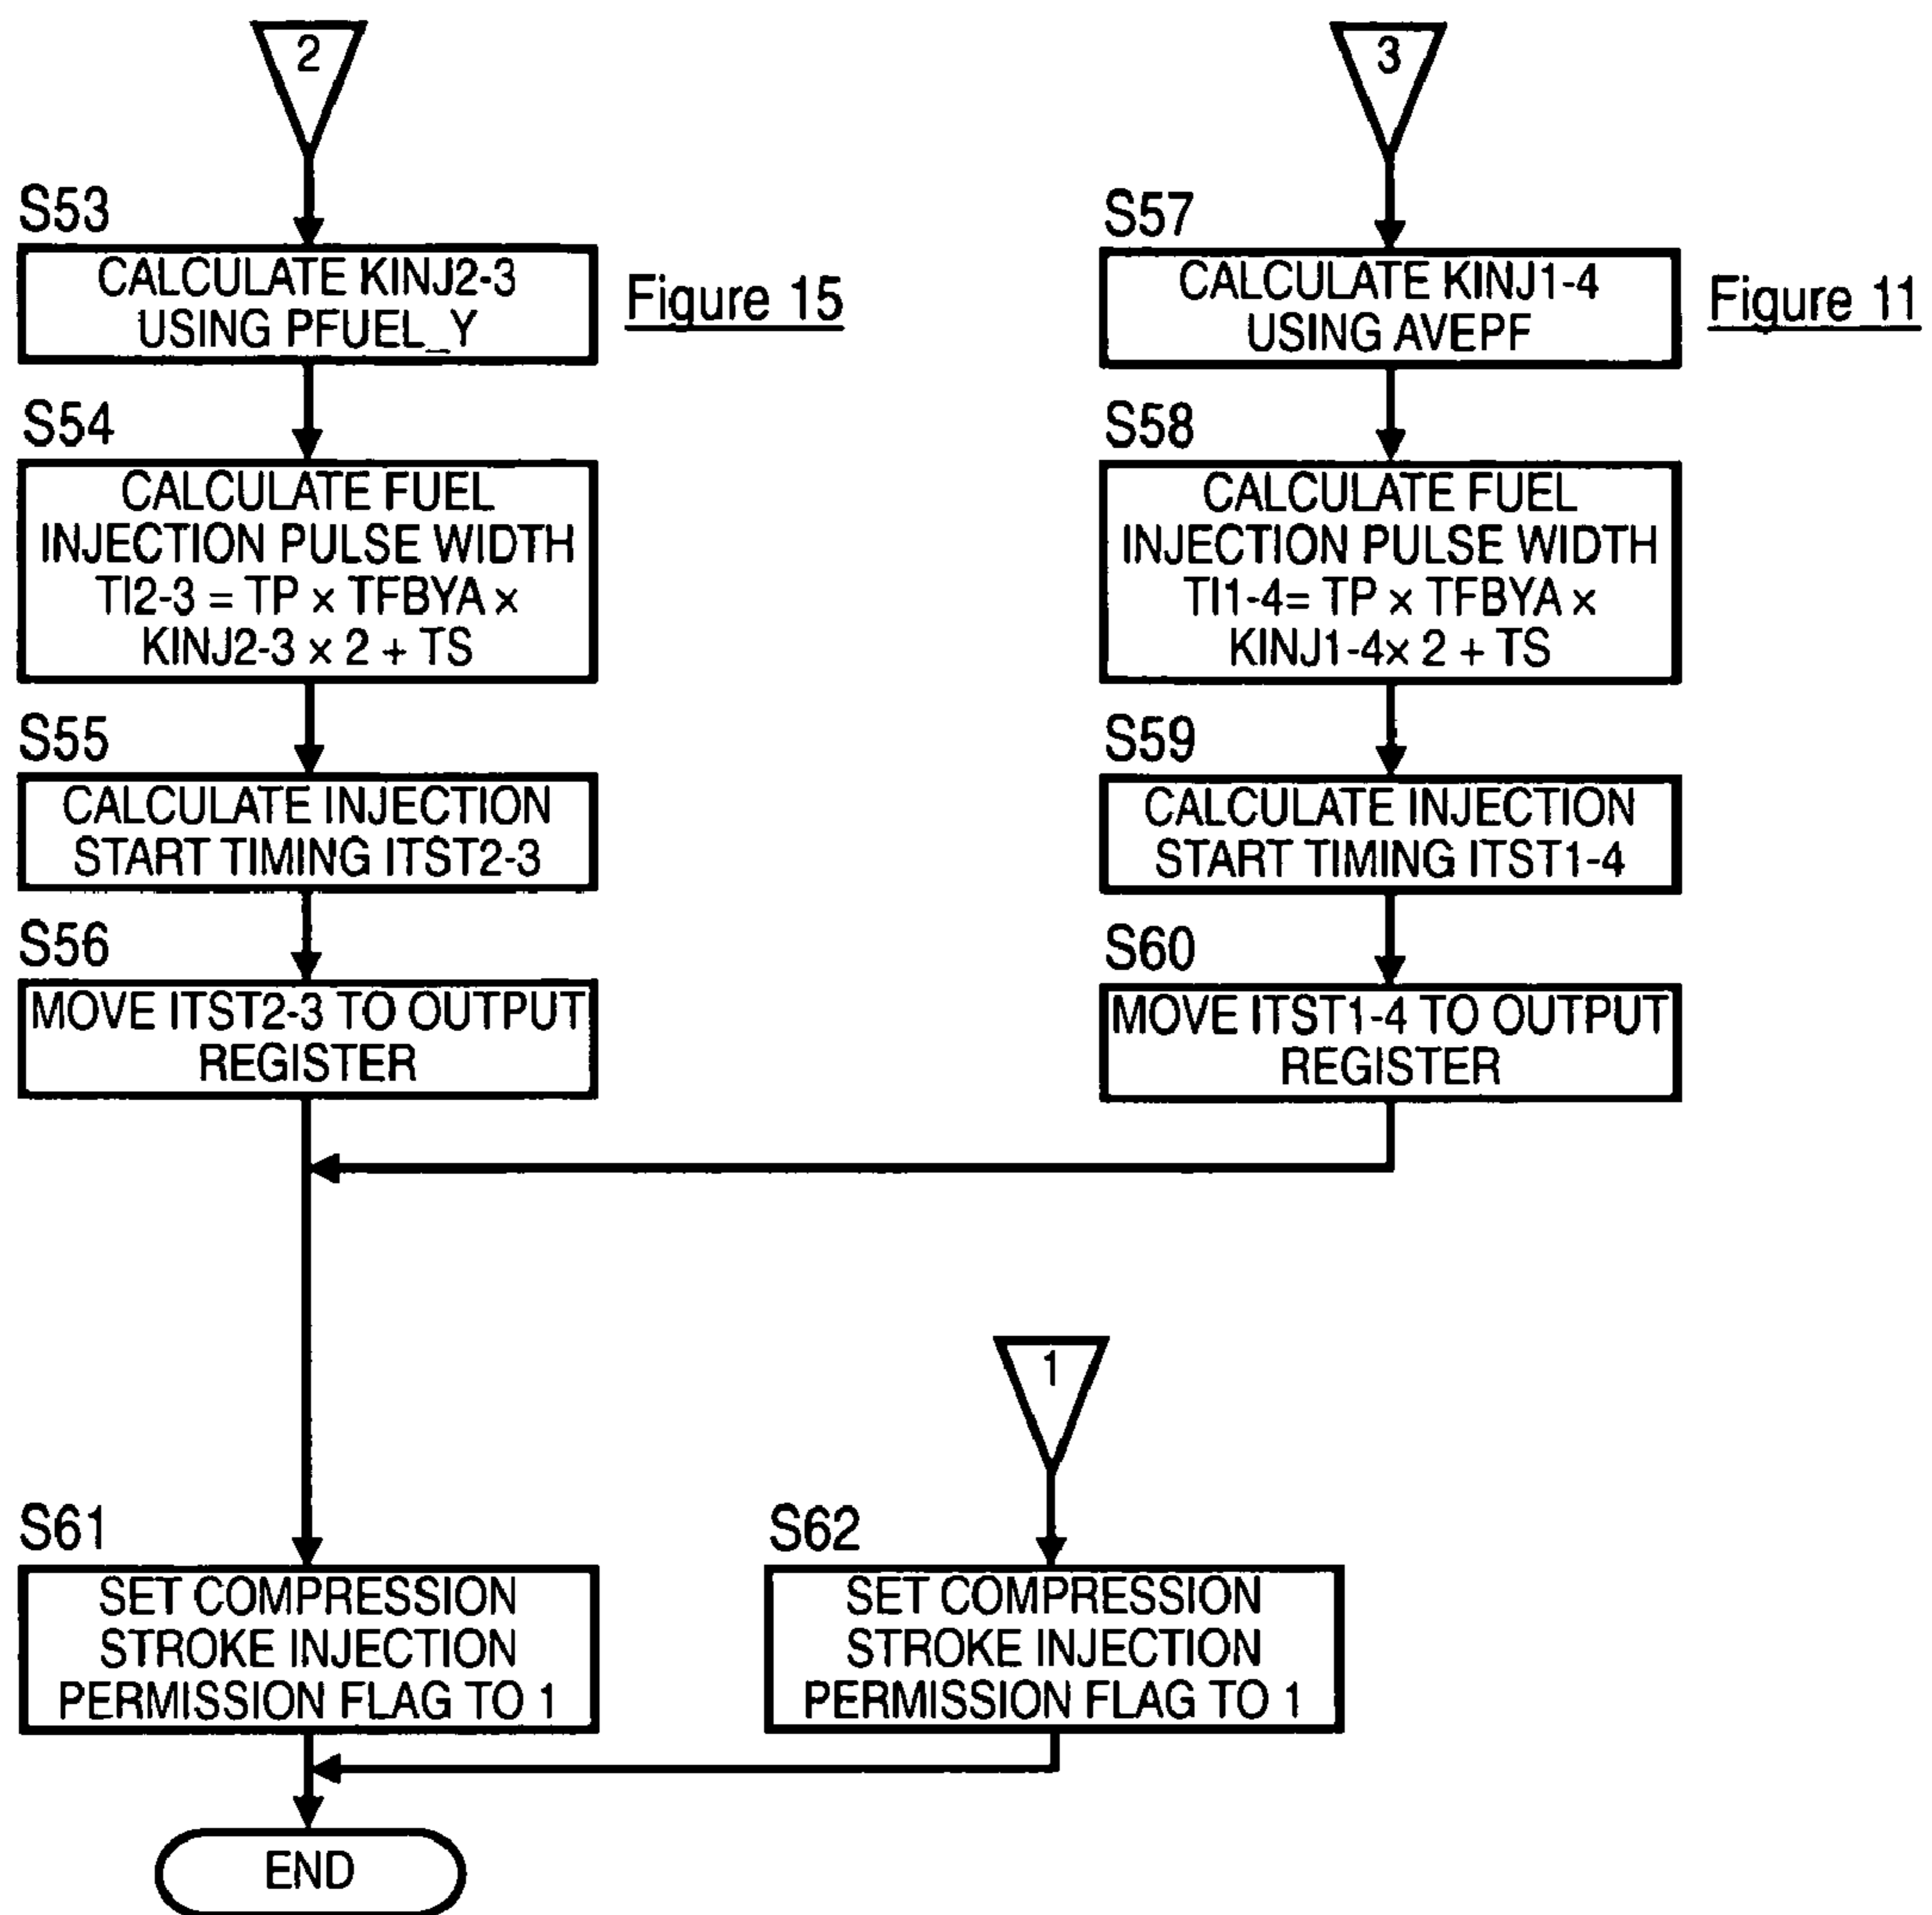 2
S53
CALCULATE KINJ2-3
USING PFUEL_Y
Figure 15
S54
CALCULATE FUEL
INJECTION PULSE WIDTH
TI2-3 = TP × TFBYA ×
KINJ2-3 × 2 + TS
S55
CALCULATE INJECTION
START TIMING ITST2-3
S56
MOVE ITST2-3 TO OUTPUT
REGISTER
3
S57
CALCULATE KINJ1-4
USING AVEPF
Figure 11
S58
CALCULATE FUEL
INJECTION PULSE WIDTH
TI1-4= TP × TFBYA ×
KINJ1-4× 2 + TS
S59
CALCULATE INJECTION
START TIMING ITST1-4
S60
MOVE ITST1-4 TO OUTPUT
REGISTER
S61
SET COMPRESSION
STROKE INJECTION
PERMISSION FLAG TO 1
1
S62
SET COMPRESSION
STROKE INJECTION
PERMISSION FLAG TO 1
END